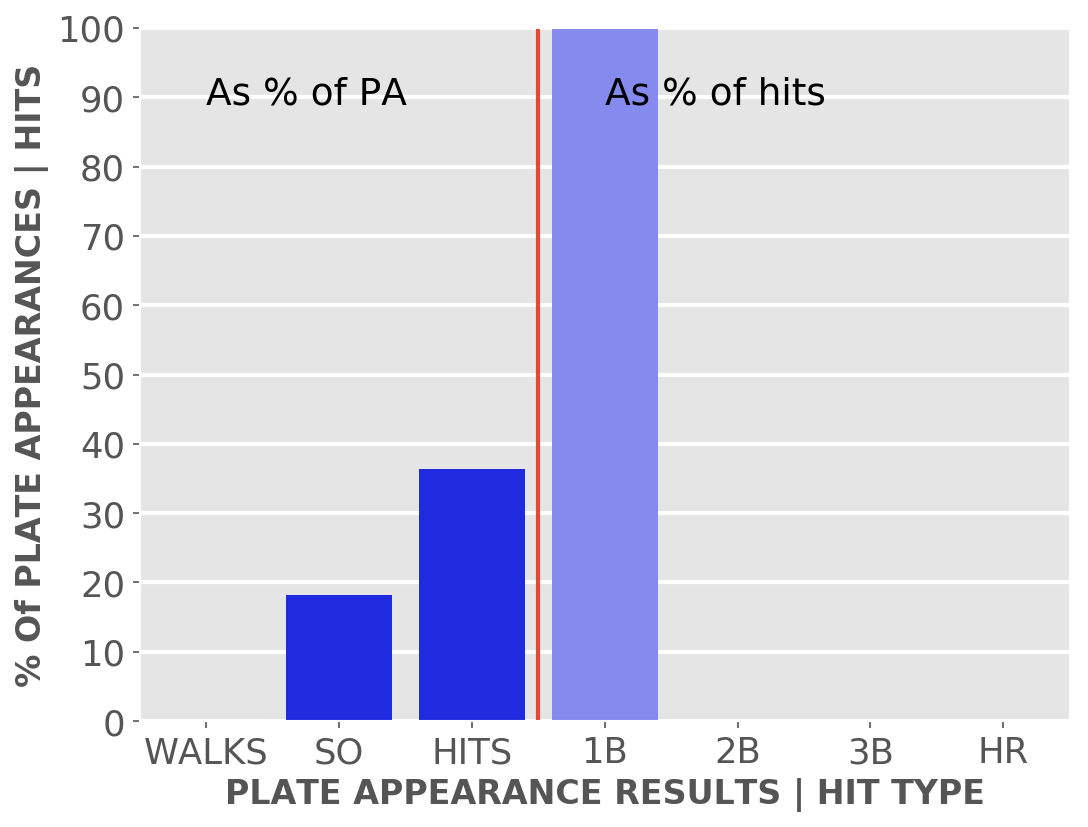 % Of PLATE APPEARANCES | HITS
100
90
80
70
60
50
40
30
20
10
0
As % of PA
As % of hits
WALKS SO HITS 1B 2B 3B HR
PLATE APPEARANCE RESULTS | HIT TYPE